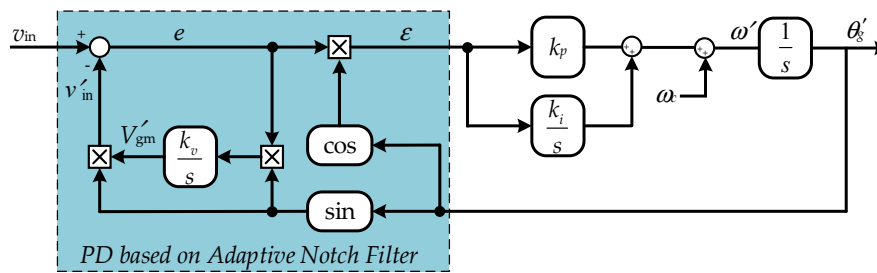 v_in + e ε k_p + + + + ω′ 1/s θ′_g
-
v′_in
ω_c
V′_gm k_v/s cos k_i/s
sin
PD based on Adaptive Notch Filter